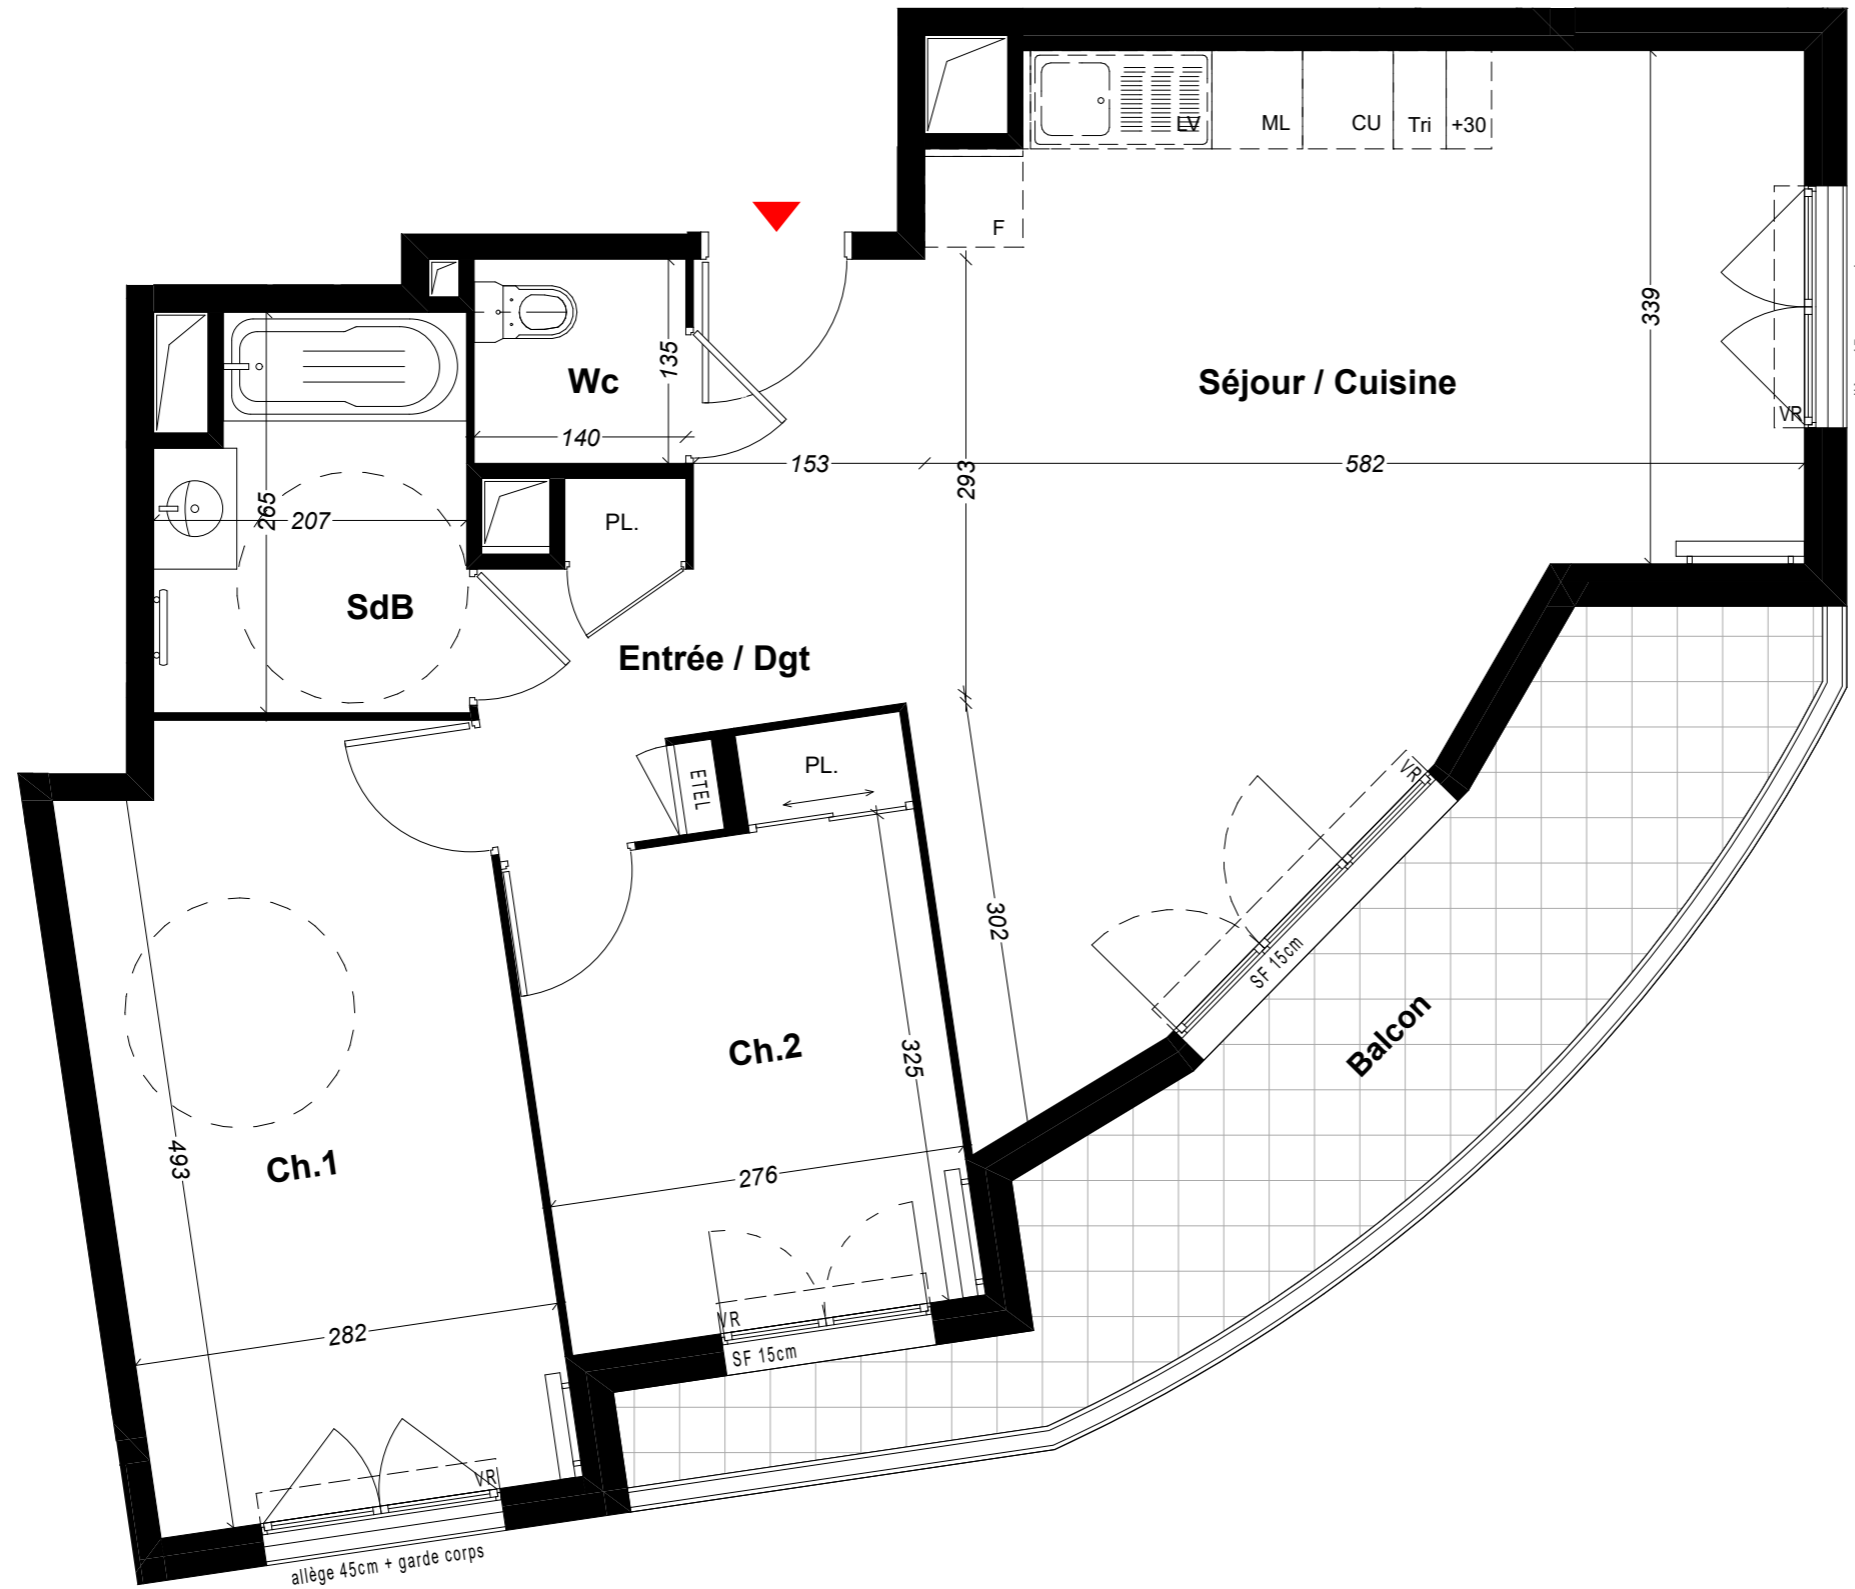 LV
ML
CU
Tri
+30
F
Wc
135
140
Séjour / Cuisine
339
VR
153
293
582
PL.
265
207
SdB
Entrée / Dgt
ETEL
PL.
VR
302
SF 15cm
Balcon
Ch.2
325
276
493
Ch.1
282
VR
SF 15cm
VR
allège 45cm + garde corps